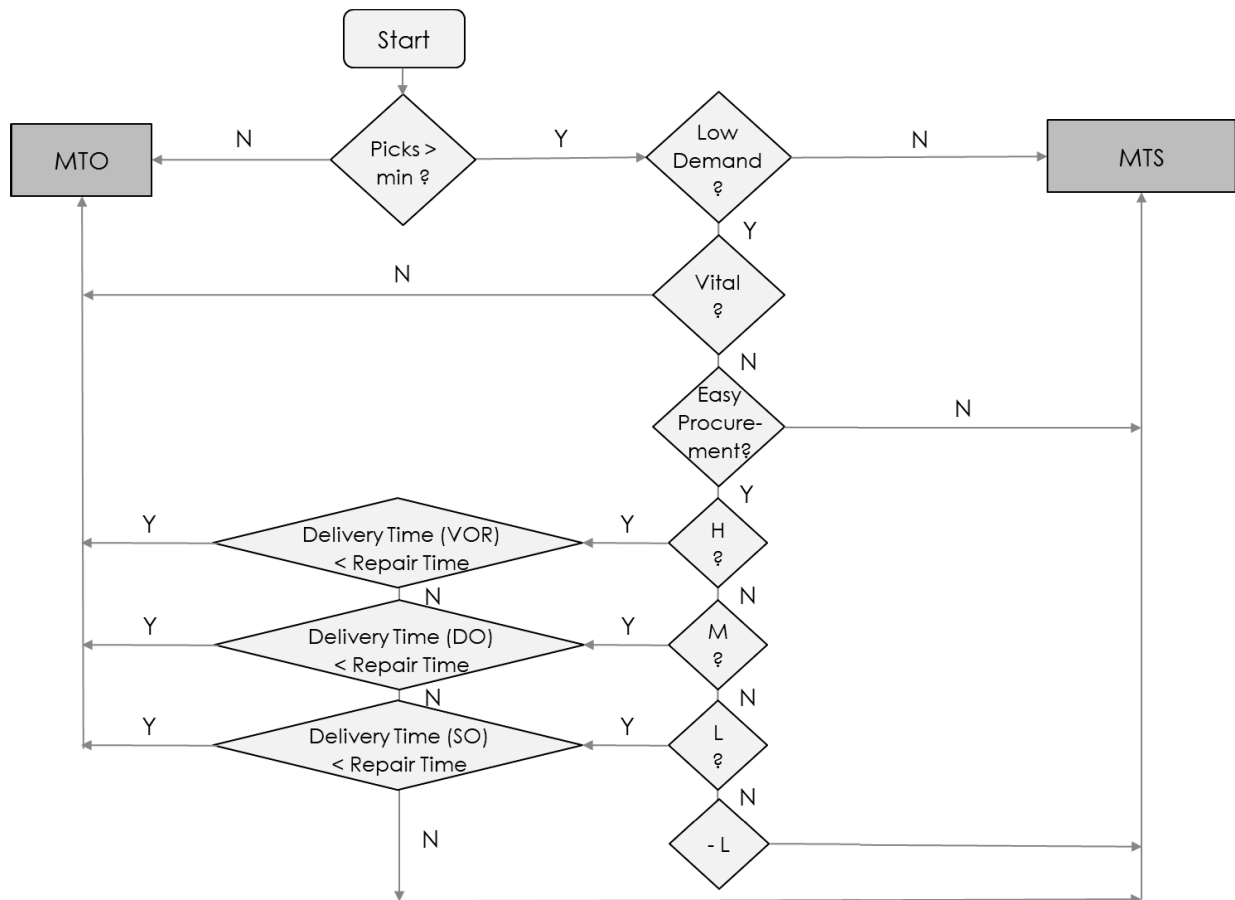 Start
MTO
N
Picks >
min ?
Y
Low
Demand
?
N
MTS
Y
N
Vital
?
N
Easy
Procure-
ment?
N
Y
Y
Delivery Time (VOR)
< Repair Time
Y
H
?
N
N
Y
Delivery Time (DO)
< Repair Time
Y
M
?
N
N
Y
Delivery Time (SO)
< Repair Time
Y
L
?
N
N
- L